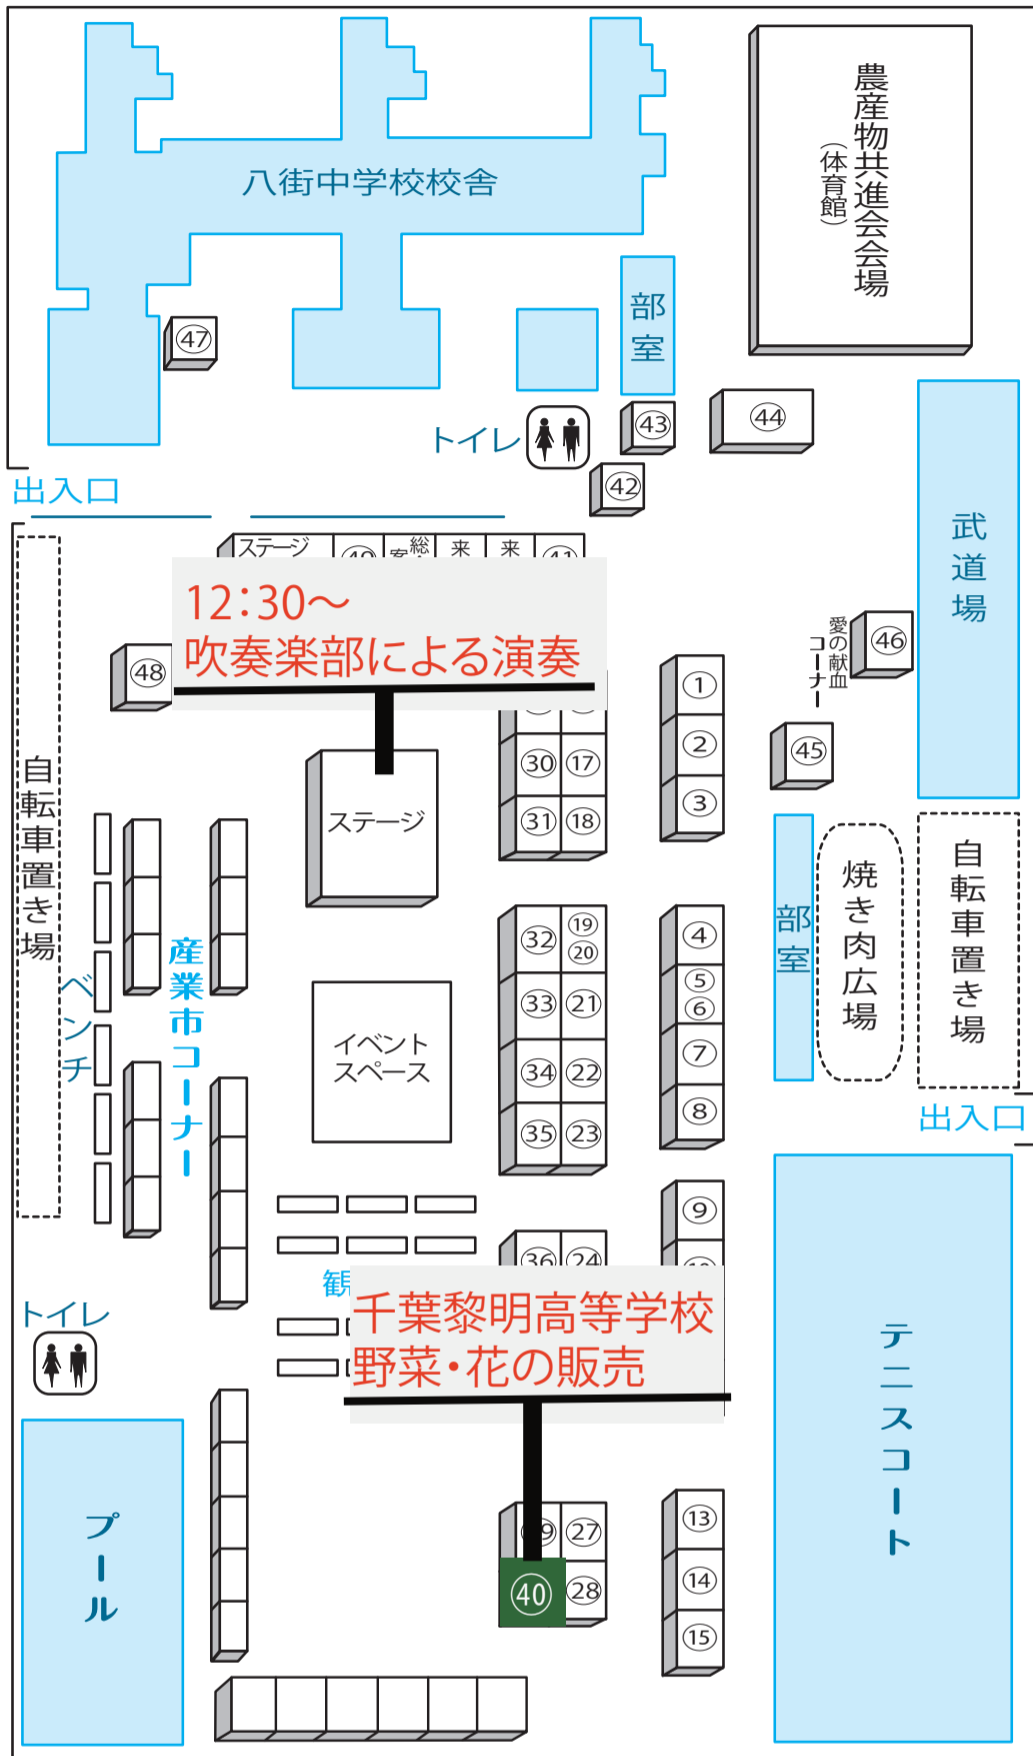 農産物共進会会場
（体育館）
八街中学校校舎
部室
㊼
トイレ
㊸
㊹
㊷
出入口
武道場
ステージ
来
来
12：30～
吹奏楽部による演奏
愛の献血
コーナー
㊻
㊽
①
②
㊺
③
㉚
⑰
㉛
⑱
ステージ
自転車置き場
ベンチ
産業市コーナー
イベント
スペース
㉜
⑲
⑳
④
㉝
㉑
⑤
⑥
㉞
㉒
⑦
㉟
㉓
⑧
部室
焼き肉広場
自転車置き場
出入口
⑨
㊱
㉔
観
千葉黎明高等学校
野菜・花の販売
トイレ
テニスコート
プール
㉗
⑬
㊵
㉘
⑭
⑮